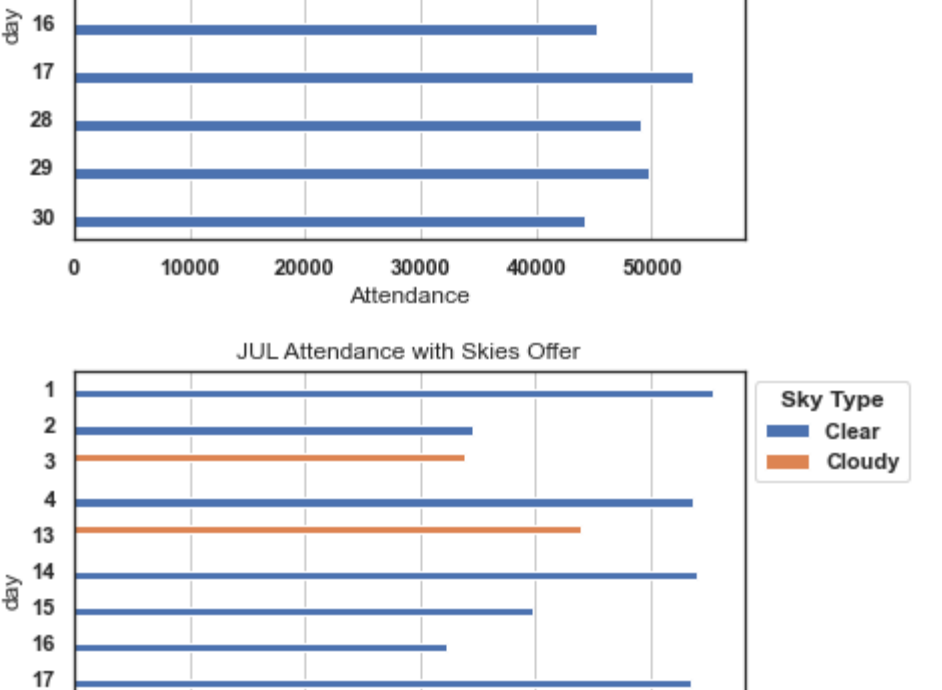 day
16
17
28
29
30
0 10000 20000 30000 40000 50000
Attendance
JUL Attendance with Skies Offer
1
2
3
4
13
14
15
16
17
day
Sky Type
Clear
Cloudy